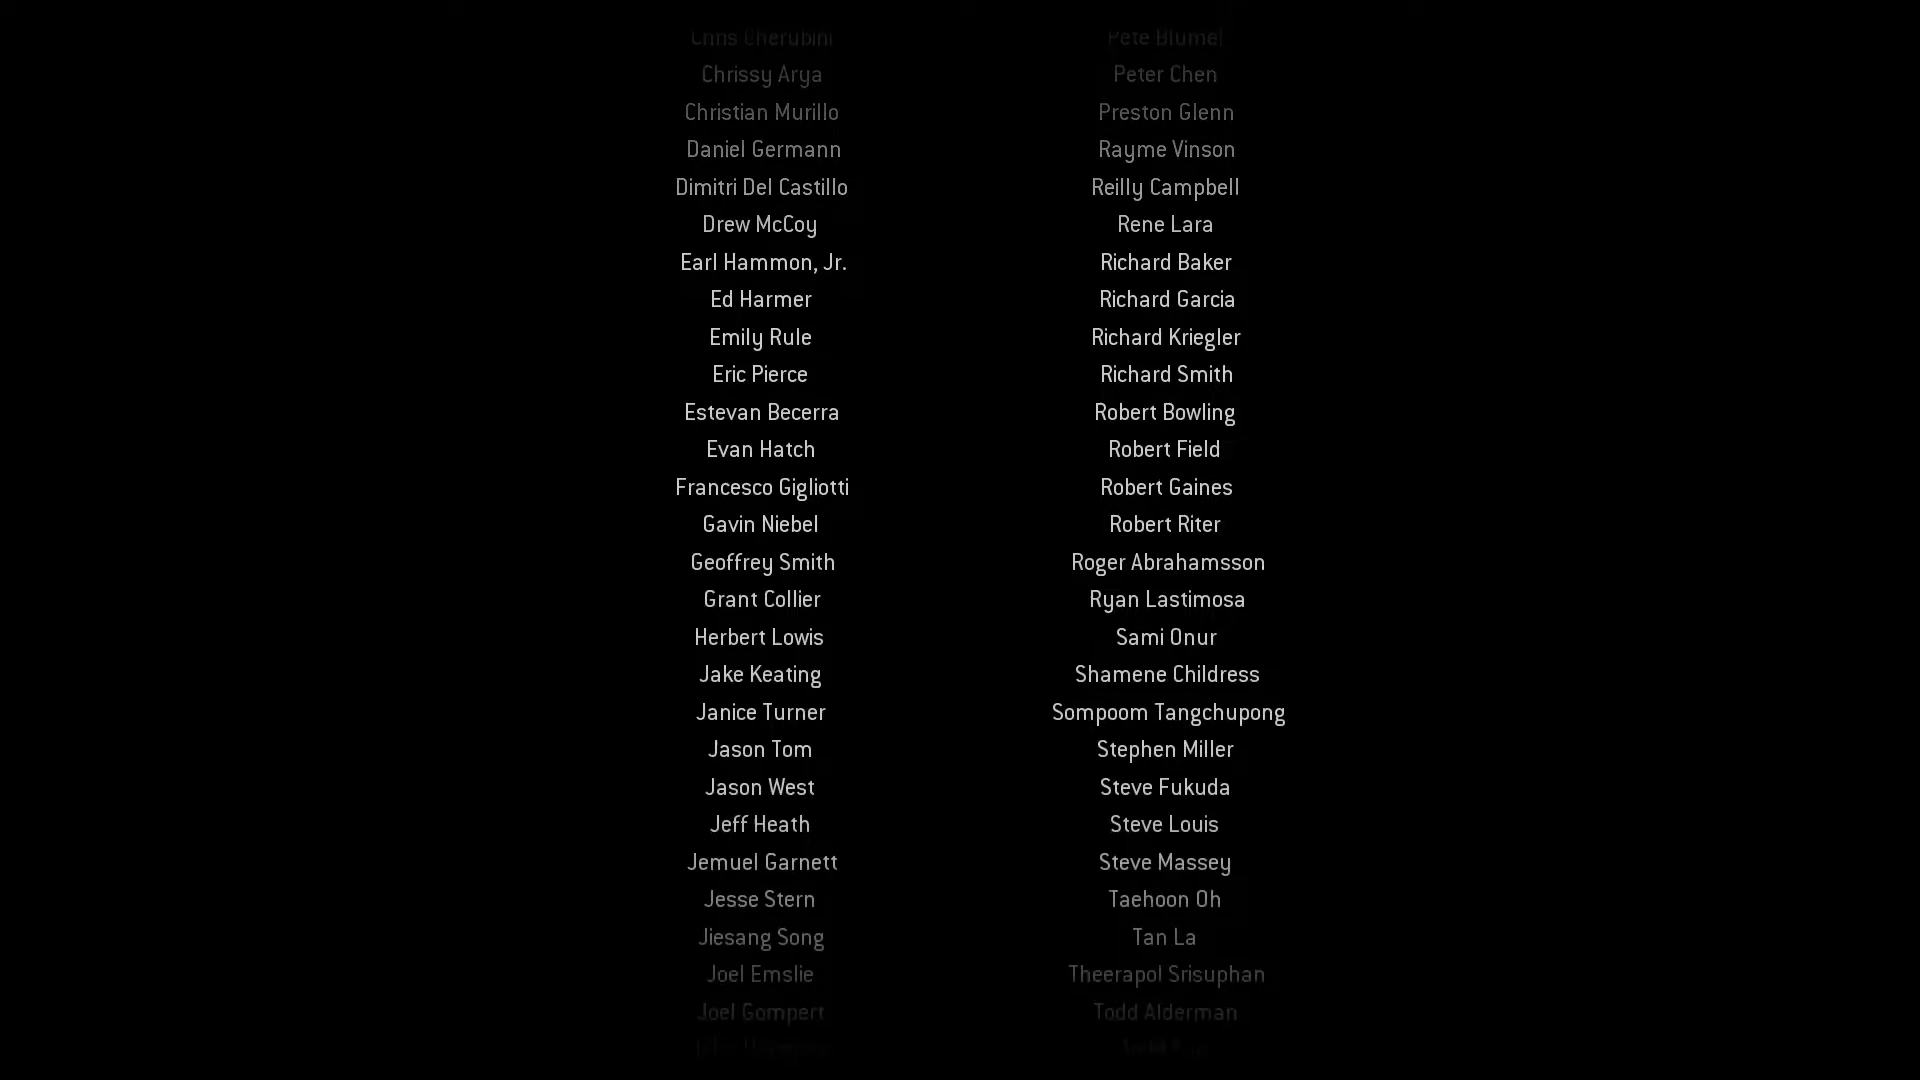 Chris Cherubini
Chrissy Arya
Christian Murillo
Daniel Germann
Dimitri Del Castillo
Drew McCoy
Earl Hammon, Jr.
Ed Harmer
Emily Rule
Eric Pierce
Estevan Becerra
Evan Hatch
Francesco Gigliotti
Gavin Niebel
Geoffrey Smith
Grant Collier
Herbert Lowis
Jake Keating
Janice Turner
Jason Tom
Jason West
Jeff Heath
Jemuel Garnett
Jesse Stern
Jiesang Song
Joel Emslie
Joel Gompert
Pete Blumel
Peter Chen
Preston Glenn
Rayme Vinson
Reilly Campbell
Rene Lara
Richard Baker
Richard Garcia
Richard Kriegler
Richard Smith
Robert Bowling
Robert Field
Robert Gaines
Robert Riter
Roger Abrahamsson
Ryan Lastimosa
Sami Onur
Shamene Childress
Sompoom Tangchupong
Stephen Miller
Steve Fukuda
Steve Louis
Steve Massey
Taehoon Oh
Tan La
Theerapol Srisuphan
Todd Alderman